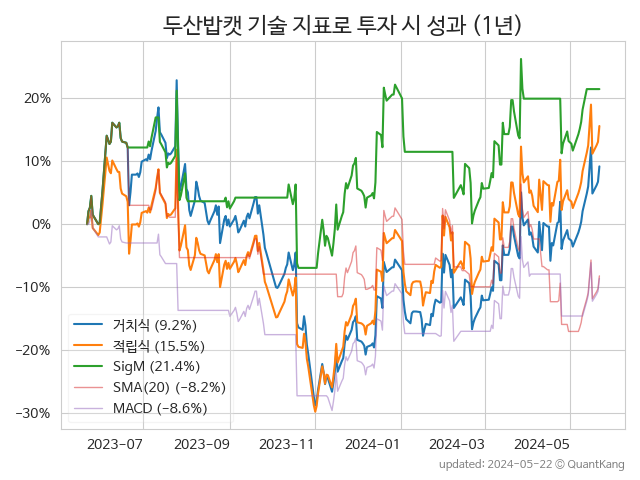 두산밥캣 기술 지표로 투자 시 성과 (1년)
20%
10%
0%
−10%
−20%
−30%
거치식 (9.2%)
적립식 (15.5%)
SigM (21.4%)
SMA(20) (−8.2%)
MACD (−8.6%)
2023−07
2023−09
2023−11
2024−01
2024−03
2024−05
updated: 2024-05-22 © QuantKang